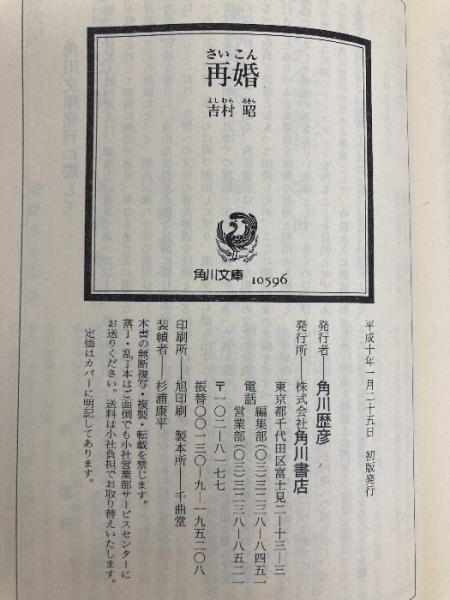 さいこん
再婚
よしむら あきら
吉村 昭
角川文庫 10596
平成十年一月二十五日 初版発行
発行者――角川歴彦
発行所――株式会社角川書店
東京都千代田区富士見二―十三―三
電話 編集部(〇三)三二三八―八四五一
営業部(〇三)三二三八―八五二一
〒一〇二―八一七七
振替〇〇一三〇―九―一九五二〇八
印刷所――旭印刷 製本所――千曲堂
装幀者――杉浦康平
本書の無断複写・複製・転載を禁じます。
落丁・乱丁本はご面倒でも小社営業部サービスセンターに
お送りください。送料は小社負担でお取り替えいたします。
定価はカバーに明記してあります。